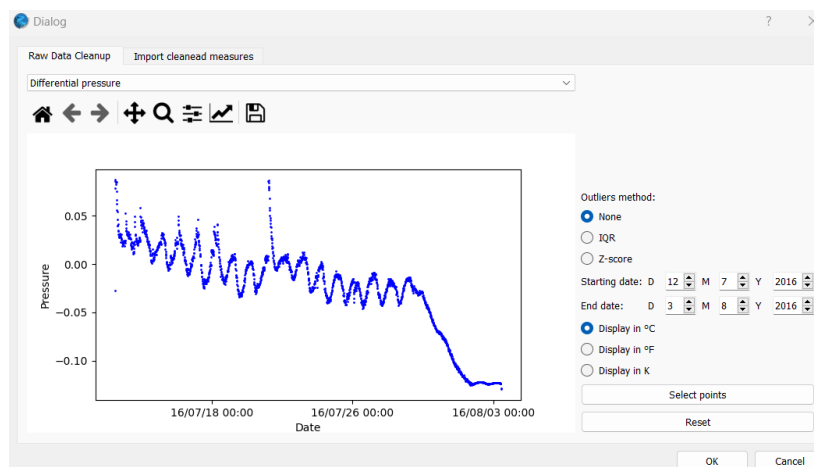 Dialog ?
Raw Data Cleanup Import cleanead measures
Differential pressure
0.05
0.00
−0.05
−0.10
Pressure
16/07/18 00:00 16/07/26 00:00 16/08/03 00:00
Date
Outliers method:
None
IQR
Z-score
Starting date: D 12 M 7 Y 2016
End date: D 3 M 8 Y 2016
Display in ºC
Display in ºF
Display in K
Select points
Reset
OK Cancel